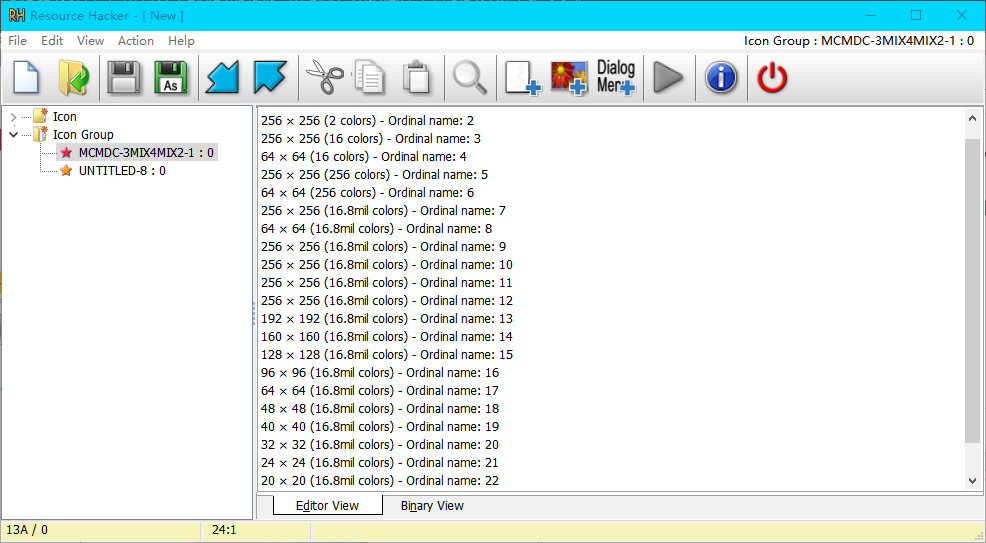 Resource Hacker - [ New ]
File Edit View Action Help
Icon Group : MCMDC-3MIX4MIX2-1 : 0
As
Dialog
Menu
Icon
Icon Group
MCMDC-3MIX4MIX2-1 : 0
UNTITLED-8 : 0
256 × 256 (2 colors) - Ordinal name: 2
256 × 256 (16 colors) - Ordinal name: 3
64 × 64 (16 colors) - Ordinal name: 4
256 × 256 (256 colors) - Ordinal name: 5
64 × 64 (256 colors) - Ordinal name: 6
256 × 256 (16.8mil colors) - Ordinal name: 7
64 × 64 (16.8mil colors) - Ordinal name: 8
256 × 256 (16.8mil colors) - Ordinal name: 9
256 × 256 (16.8mil colors) - Ordinal name: 10
256 × 256 (16.8mil colors) - Ordinal name: 11
256 × 256 (16.8mil colors) - Ordinal name: 12
192 × 192 (16.8mil colors) - Ordinal name: 13
160 × 160 (16.8mil colors) - Ordinal name: 14
128 × 128 (16.8mil colors) - Ordinal name: 15
96 × 96 (16.8mil colors) - Ordinal name: 16
64 × 64 (16.8mil colors) - Ordinal name: 17
48 × 48 (16.8mil colors) - Ordinal name: 18
40 × 40 (16.8mil colors) - Ordinal name: 19
32 × 32 (16.8mil colors) - Ordinal name: 20
24 × 24 (16.8mil colors) - Ordinal name: 21
20 × 20 (16.8mil colors) - Ordinal name: 22
Editor View Binary View
13A / 0 24:1